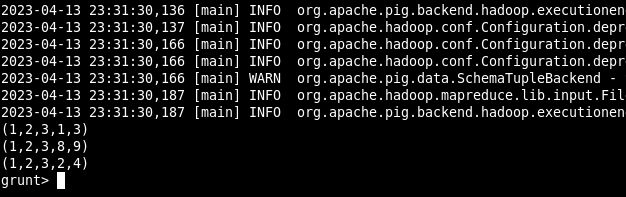 2023-04-13 23:31:30,136 [main] INFO  org.apache.pig.backend.hadoop.executionen
2023-04-13 23:31:30,137 [main] INFO  org.apache.hadoop.conf.Configuration.depr
2023-04-13 23:31:30,166 [main] INFO  org.apache.hadoop.conf.Configuration.depr
2023-04-13 23:31:30,166 [main] INFO  org.apache.hadoop.conf.Configuration.depr
2023-04-13 23:31:30,166 [main] WARN  org.apache.pig.data.SchemaTupleBackend -
2023-04-13 23:31:30,187 [main] INFO  org.apache.hadoop.mapreduce.lib.input.Fil
2023-04-13 23:31:30,187 [main] INFO  org.apache.pig.backend.hadoop.executionen
(1,2,3,1,3)
(1,2,3,8,9)
(1,2,3,2,4)
grunt>